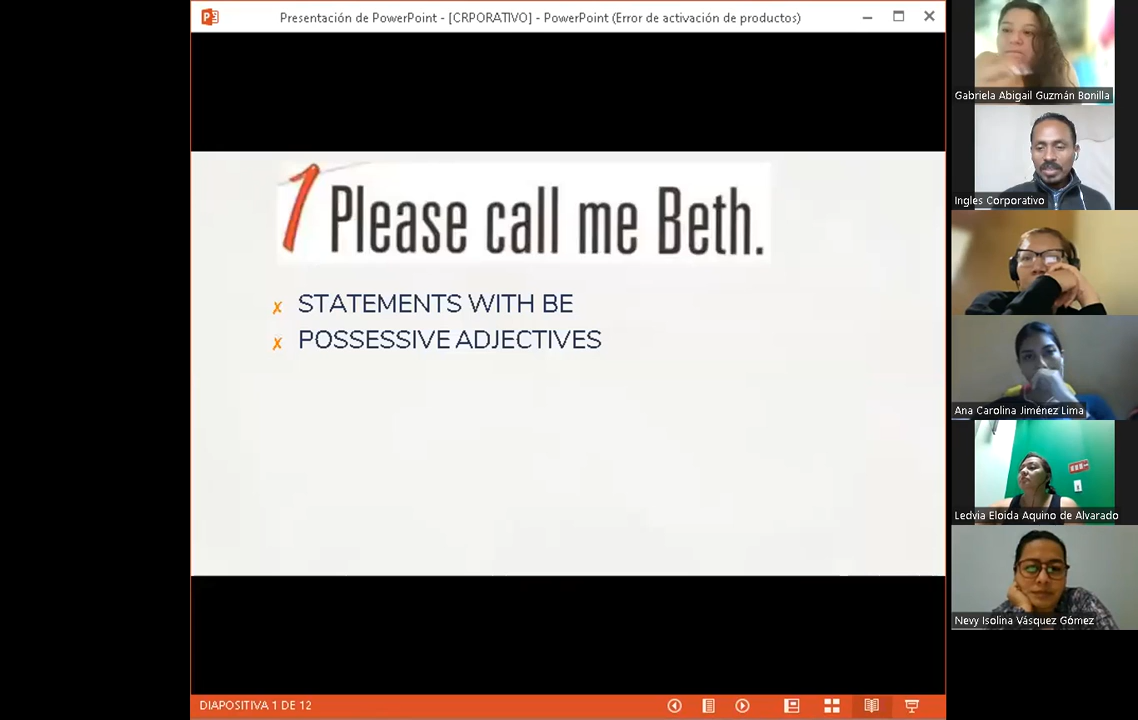 Presentación de PowerPoint - [CRPORATIVO] - PowerPoint (Error de activación de productos)
1 Please call me Beth.
x STATEMENTS WITH BE
x POSSESSIVE ADJECTIVES
DIAPOSITIVA 1 DE 12
Gabriela Abigail Guzmán Bonilla
Ingles Corporativo
Ana Carolina Jiménez Lima
Ledvia Eloida Aquino de Alvarado
Nevy Isolina Vásquez Gómez